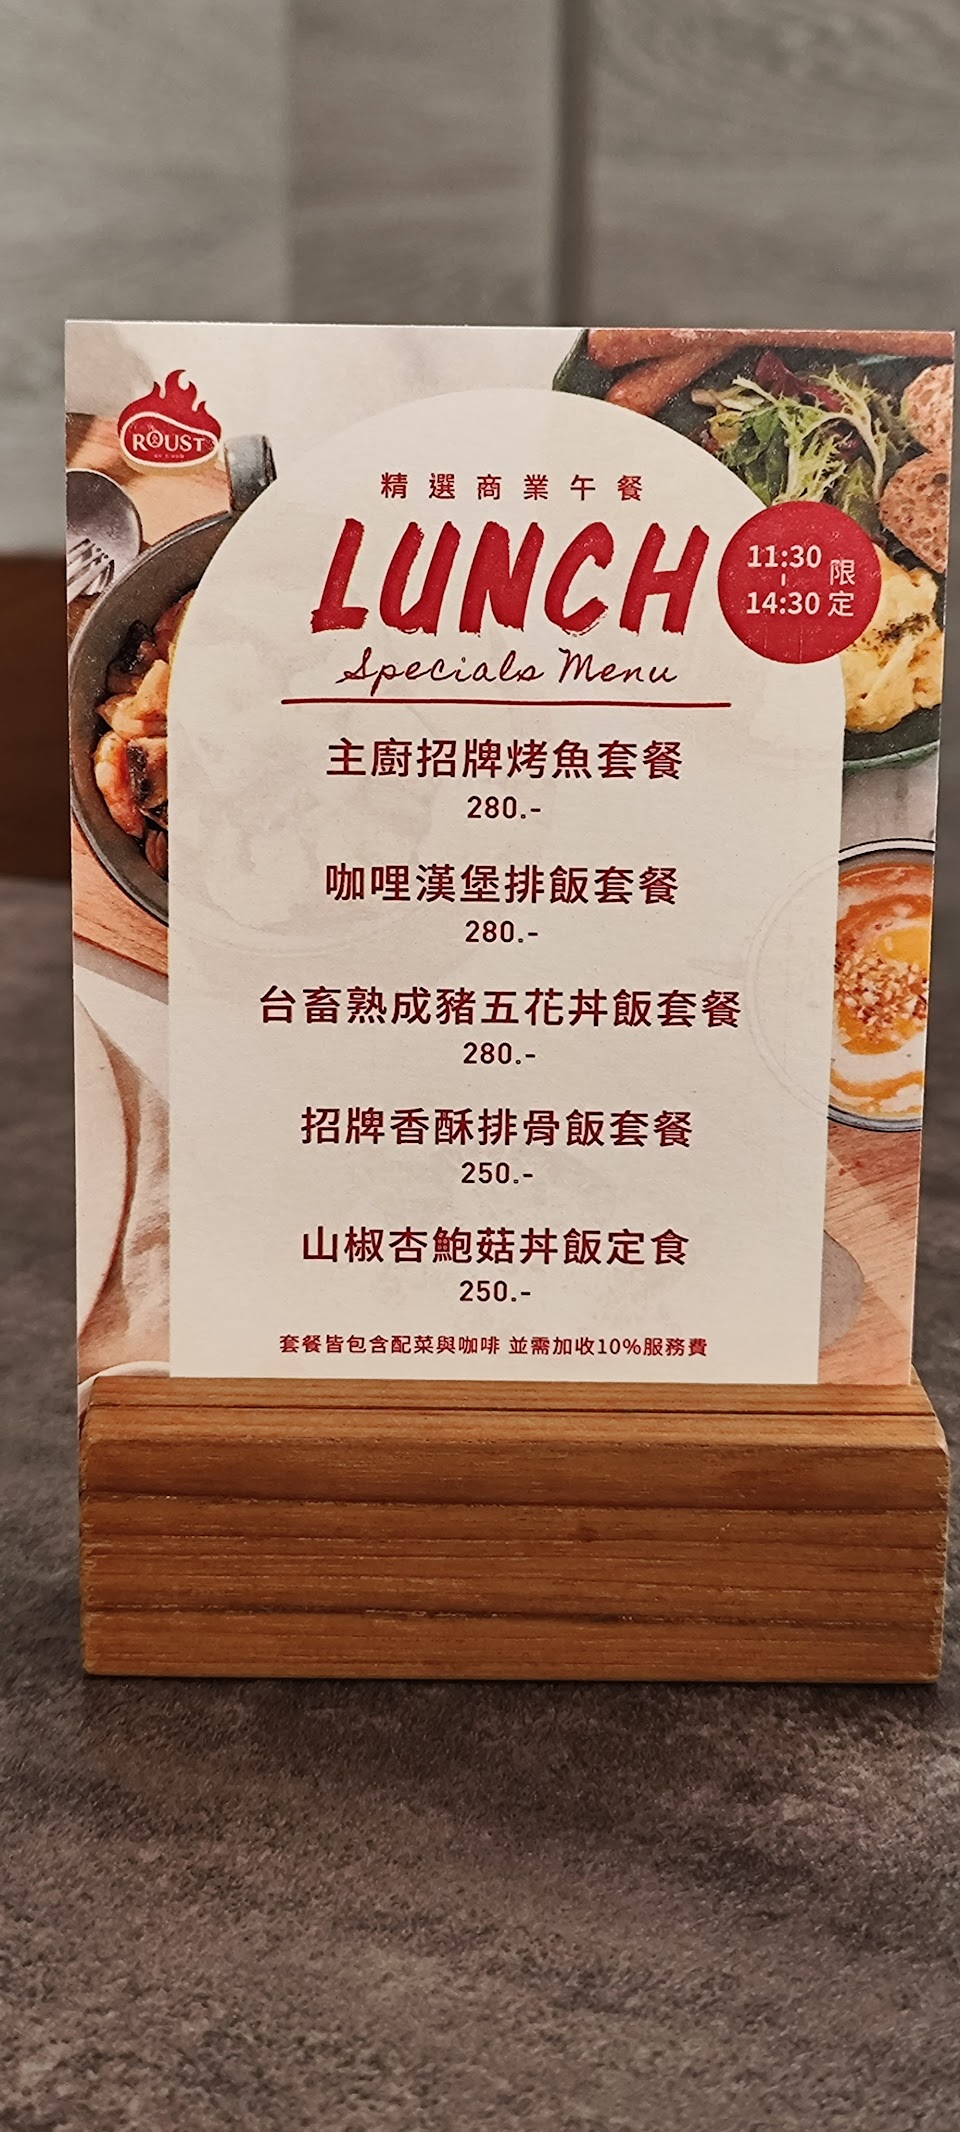 ROUST
精選商業午餐
LUNCH
Specials Menu
11:30
-
14:30
限定
主廚招牌烤魚套餐
280.-
咖哩漢堡排飯套餐
280.-
台畜熟成豬五花丼飯套餐
280.-
招牌香酥排骨飯套餐
250.-
山椒杏鮑菇丼飯定食
250.-
套餐皆包含配菜與咖啡 並需加收10%服務費